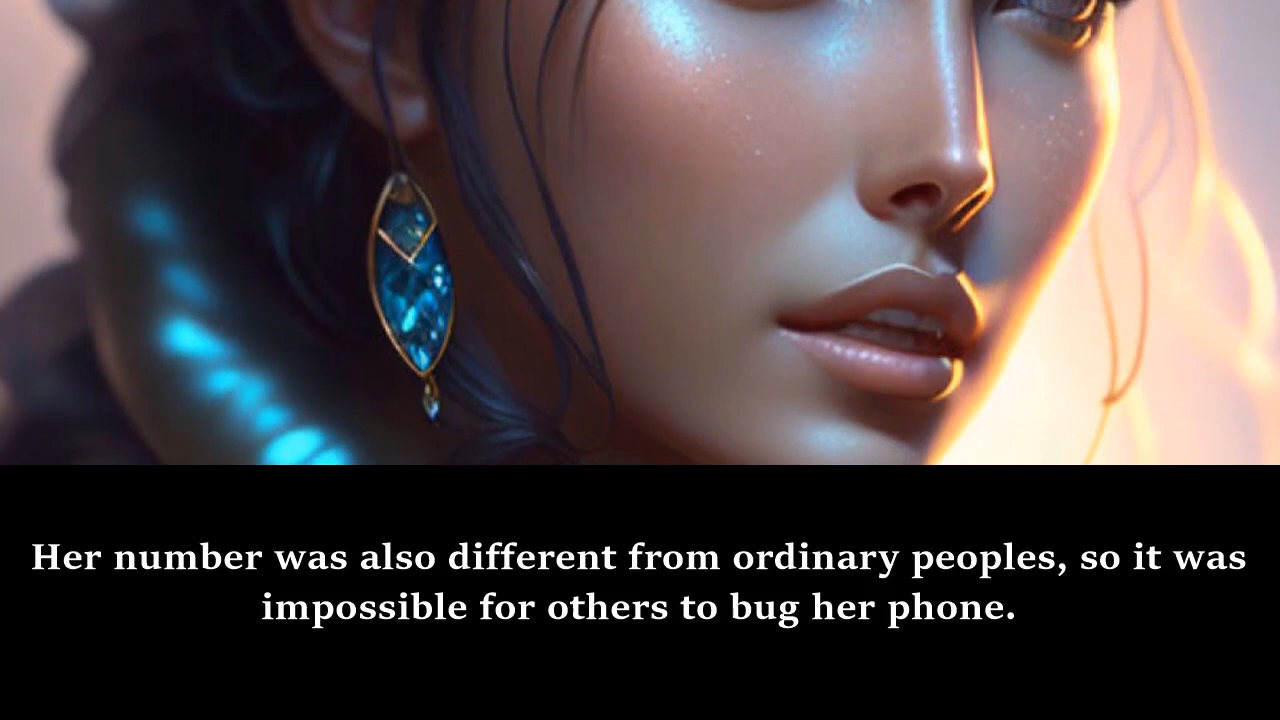 Her number was also different from ordinary peoples, so it was
impossible for others to bug her phone.